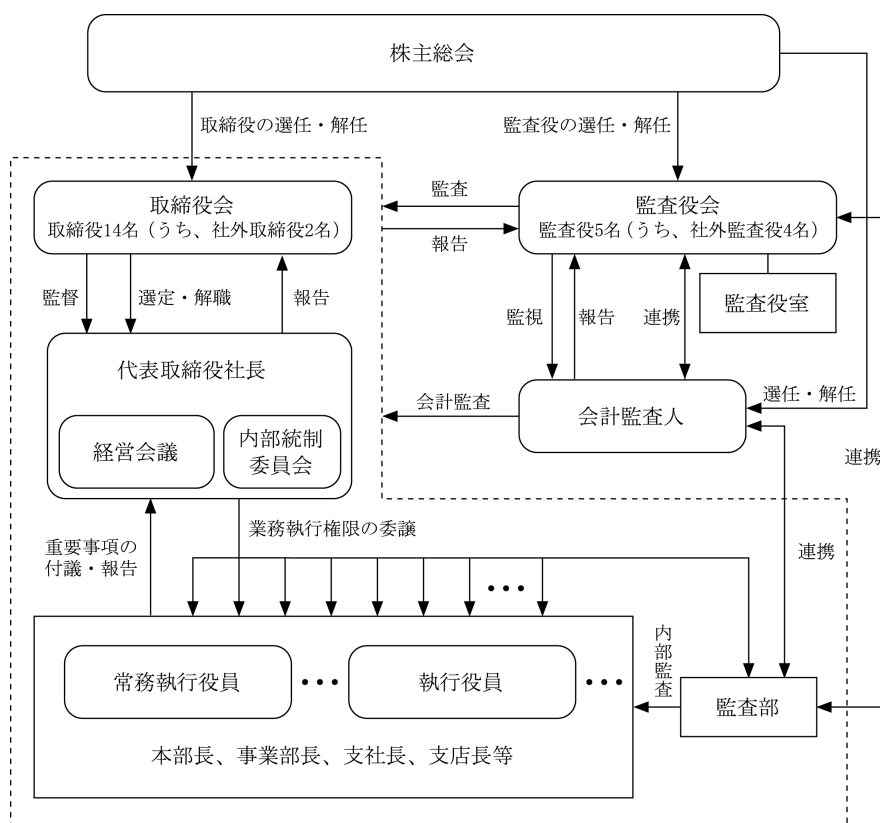 株主総会
取締役の選任・解任
監査役の選任・解任
取締役会
取締役14名（うち、社外取締役2名）
監査
報告
監査役会
監査役5名（うち、社外監査役4名）
監督
選定・解職
報告
監視
報告
連携
監査役室
代表取締役社長
経営会議
内部統制
委員会
会計監査
会計監査人
選任・解任
連携
重要事項の
付議・報告
業務執行権限の委譲
連携
•••
常務執行役員
•••
執行役員
•••
内部監査
監査部
本部長、事業部長、支社長、支店長等